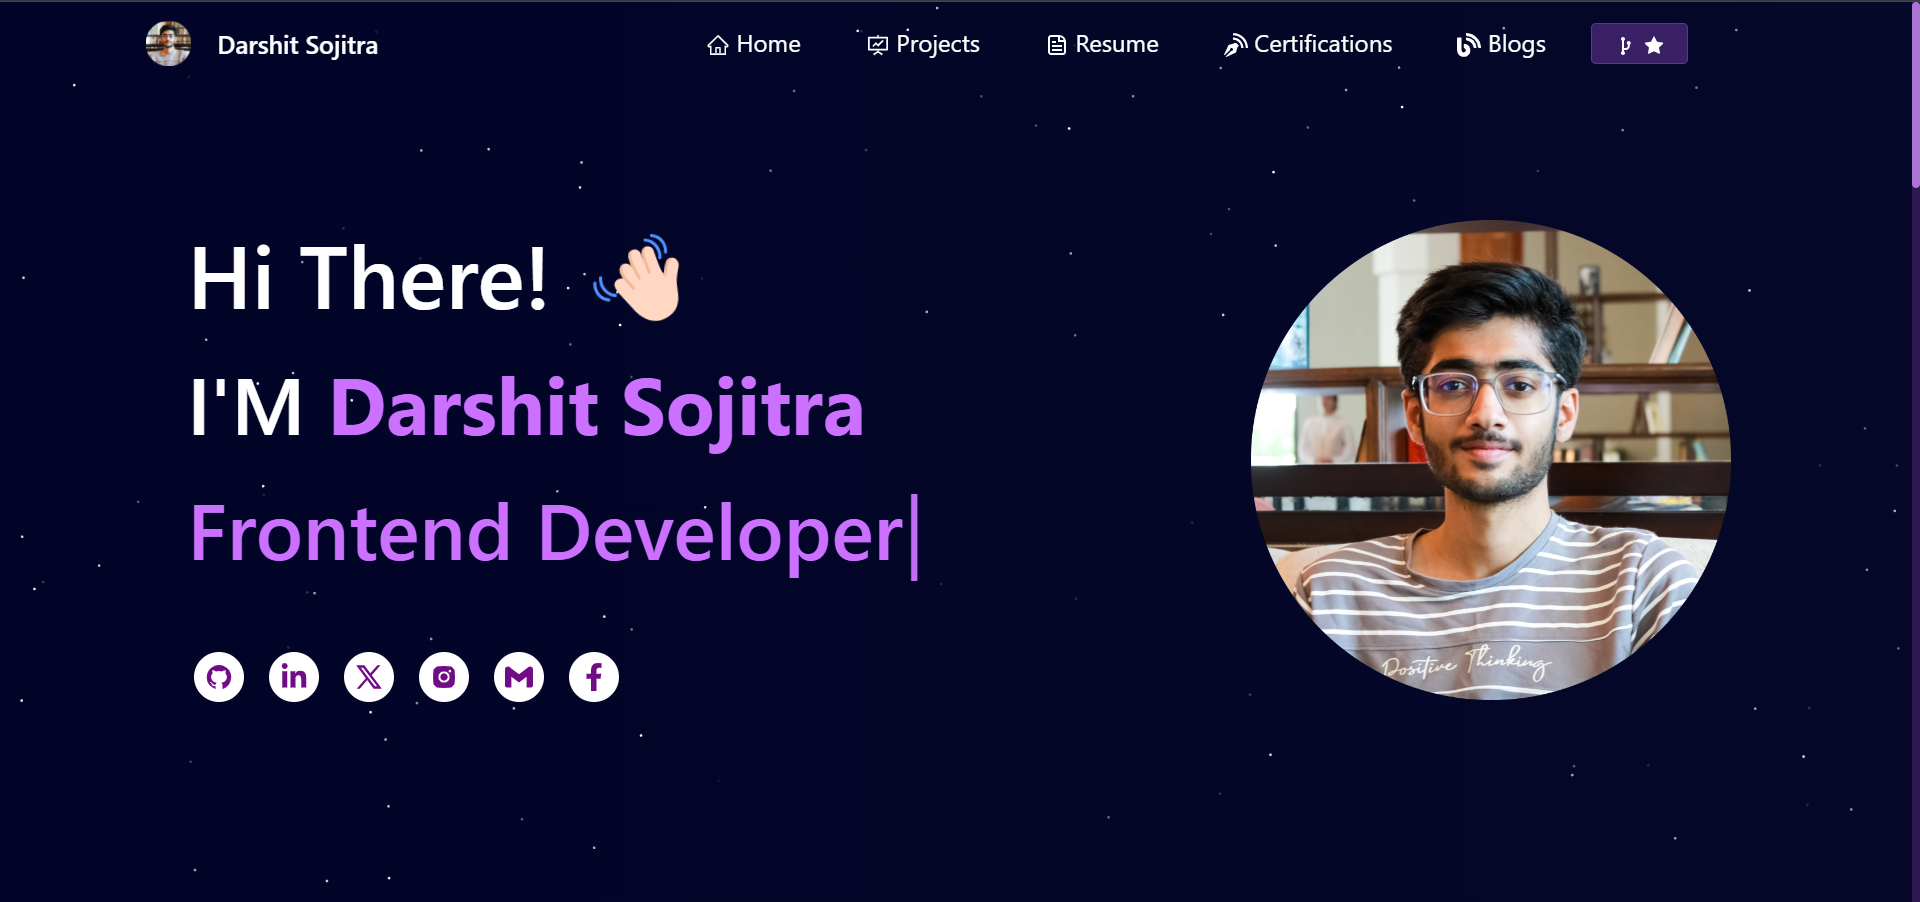 Darshit Sojitra
Home
Projects
Resume
Certifications
Blogs
Hi There!
I'M Darshit Sojitra
Frontend Developer
Positive Thinking